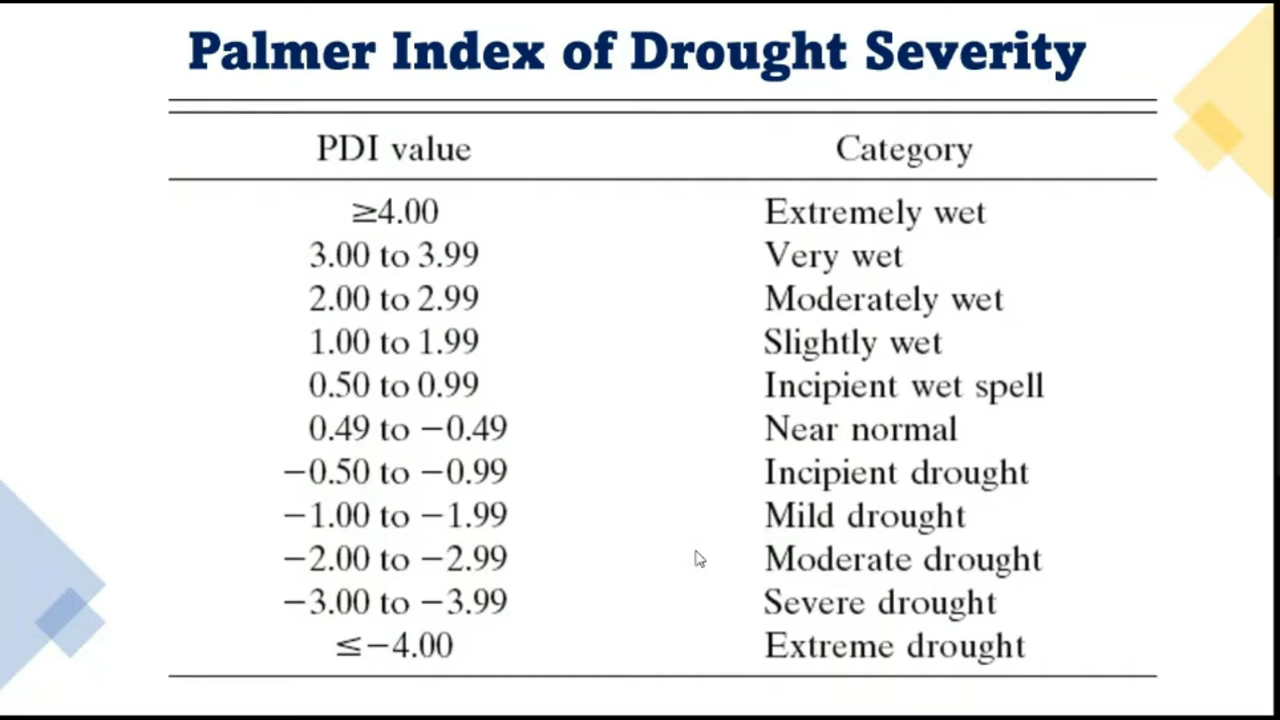 Palmer Index of Drought Severity
PDI value Category
≥4.00 Extremely wet
3.00 to 3.99 Very wet
2.00 to 2.99 Moderately wet
1.00 to 1.99 Slightly wet
0.50 to 0.99 Incipient wet spell
0.49 to −0.49 Near normal
−0.50 to −0.99 Incipient drought
−1.00 to −1.99 Mild drought
−2.00 to −2.99 Moderate drought
−3.00 to −3.99 Severe drought
≤−4.00 Extreme drought